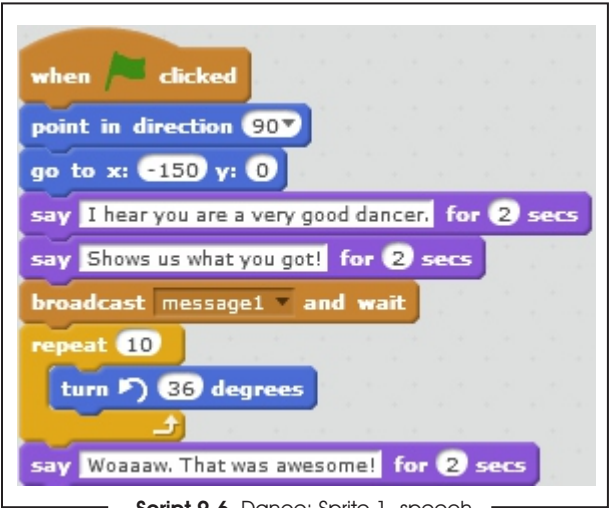 when clicked
point in direction 90
go to x: -150 y: 0
say I hear you are a very good dancer. for 2 secs
say Shows us what you got! for 2 secs
broadcast message1 and wait
repeat 10
turn 36 degrees
say Woaaaw. That was awesome! for 2 secs
Script 9.6 Dance: Sprite 1, speech